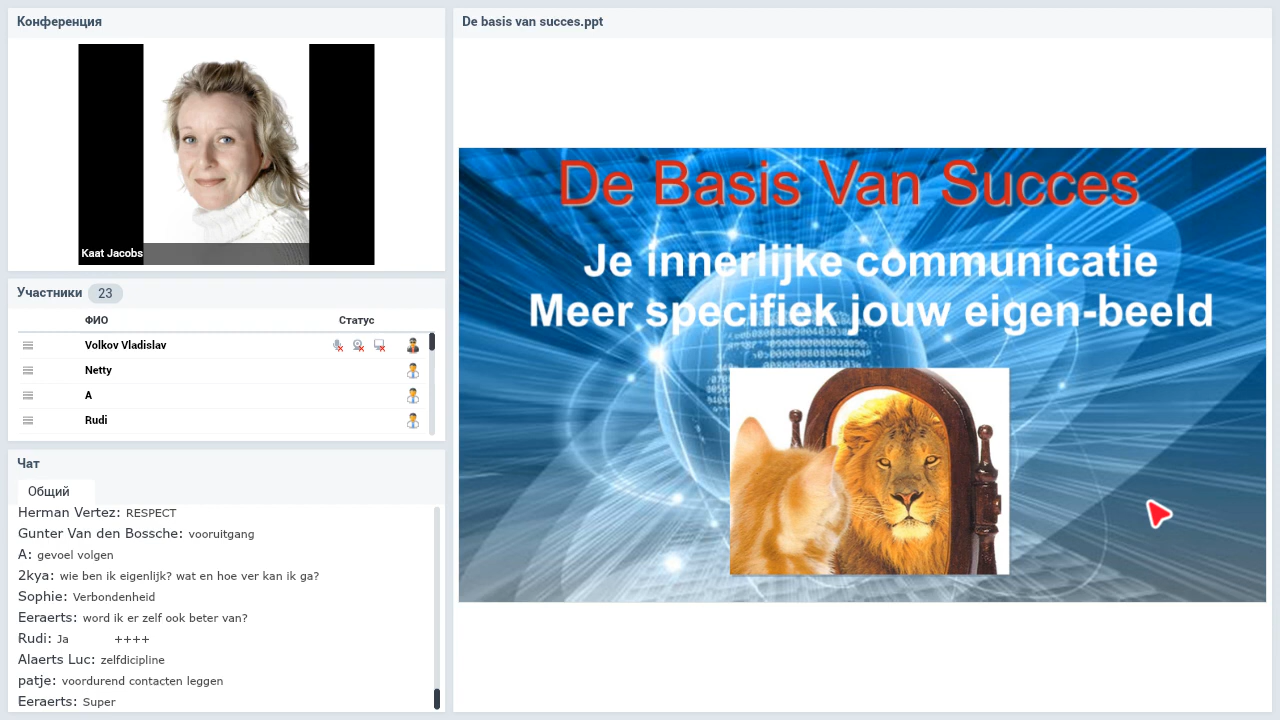 Конференция
Kaat Jacobs
Участники 23
ФИО Статус
Volkov Vladislav
Netty
A
Rudi
Чат
Общий
Herman Vertez: RESPECT
Gunter Van den Bossche: vooruitgang
A: gevoel volgen
2kya: wie ben ik eigenlijk? wat en hoe ver kan ik ga?
Sophie: Verbondenheid
Eeraerts: word ik er zelf ook beter van?
Rudi: Ja ++++
Alaerts Luc: zelfdicipline
patje: voordurend contacten leggen
Eeraerts: Super
De basis van succes.ppt
De Basis Van Succes
Je innerlijke communicatie
Meer specifiek jouw eigen-beeld